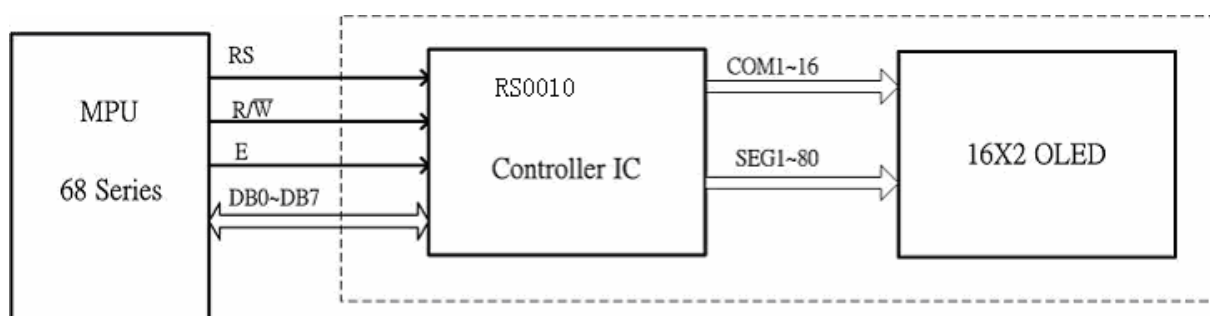 MPU
68 Series
RS
R/W̅
E
DB0~DB7
RS0010
Controller IC
COM1~16
SEG1~80
16X2 OLED